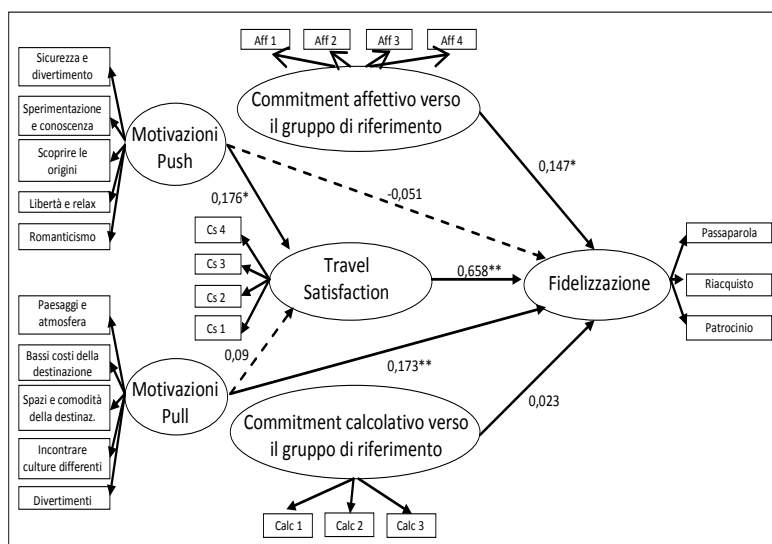 Aff 1
Aff 2
Aff 3
Aff 4
Commitment affettivo verso
il gruppo di riferimento
Sicurezza e
divertimento
Sperimentazione
e conoscenza
Scoprire le
origini
Libertà e relax
Romanticismo
Motivazioni
Push
0,176*
-0,051
0,147*
Cs 4
Cs 3
Cs 2
Cs 1
Travel
Satisfaction
0,658**
Fidelizzazione
Passaparola
Riacquisto
Patrocinio
Paesaggi e
atmosfera
Bassi costi della
destinazione
Spazi e comodità
della destinaz.
Incontrare
culture differenti
Divertimenti
Motivazioni
Pull
0,09
0,173**
0,023
Commitment calcolativo verso
il gruppo di riferimento
Calc 1
Calc 2
Calc 3